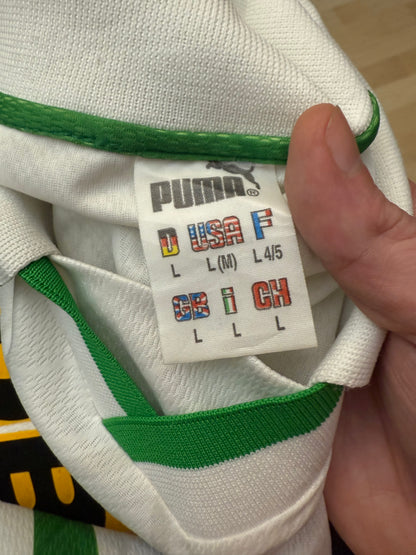 PUMA®
D USA F
L L(M) L 4/5
GB I CH
L L L